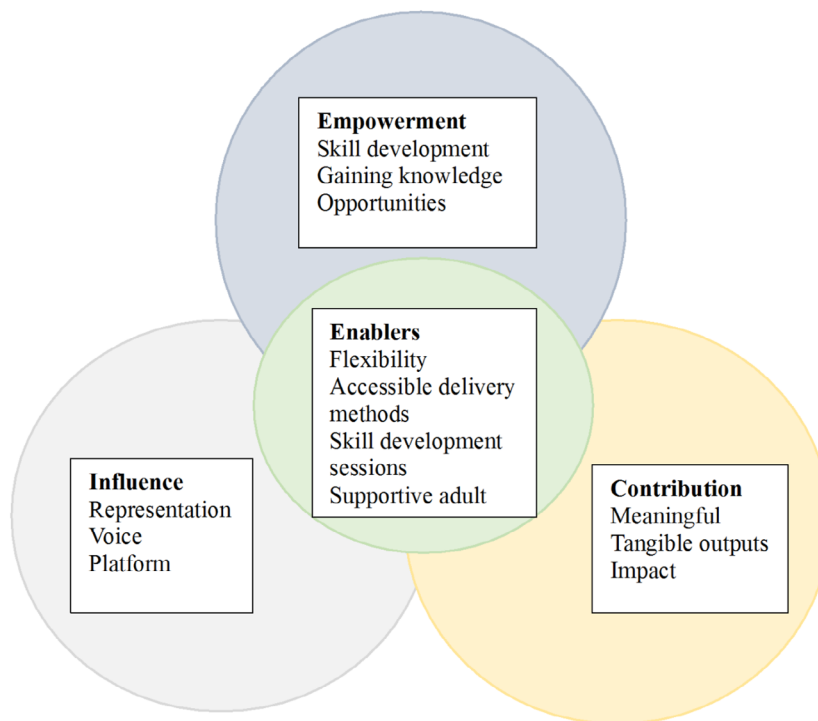 Empowerment
Skill development
Gaining knowledge
Opportunities
Enablers
Flexibility
Accessible delivery
methods
Skill development
sessions
Supportive adult
Influence
Representation
Voice
Platform
Contribution
Meaningful
Tangible outputs
Impact